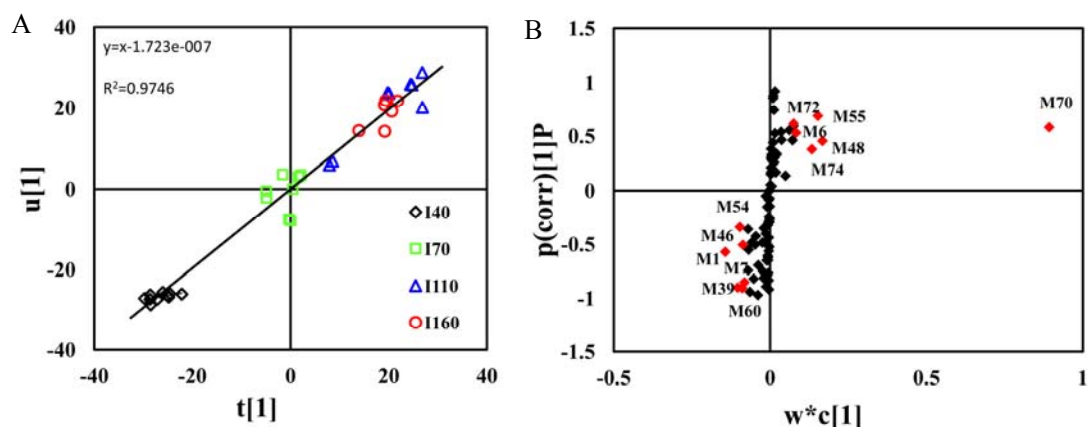 A
y=x-1.723e-007
R²=0.9746
40
20
0
-20
-40
u[1]
I40
I70
I110
I160
-40
-20
0
20
40
t[1]
B
1.5
1
0.5
0
-0.5
-1
-1.5
p(corr)[1]P
M72
M55
M70
M6
M48
M74
M54
M46
M1
M7
M39
M60
-0.5
0
0.5
1
w*c[1]